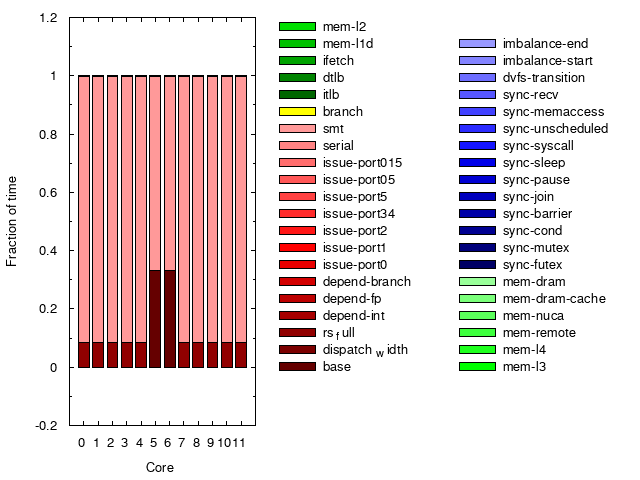 1.2
1
0.8
0.6
0.4
0.2
0
-0.2
Fraction of time
0 1 2 3 4 5 6 7 8 9 10 11
Core
mem-l2
mem-l1d
ifetch
dtlb
itlb
branch
smt
serial
issue-port015
issue-port05
issue-port5
issue-port34
issue-port2
issue-port1
issue-port0
depend-branch
depend-fp
depend-int
rsfull
dispatchwidth
base
imbalance-end
imbalance-start
dvfs-transition
sync-recv
sync-memaccess
sync-unscheduled
sync-syscall
sync-sleep
sync-pause
sync-join
sync-barrier
sync-cond
sync-mutex
sync-futex
mem-dram
mem-dram-cache
mem-nuca
mem-remote
mem-l4
mem-l3